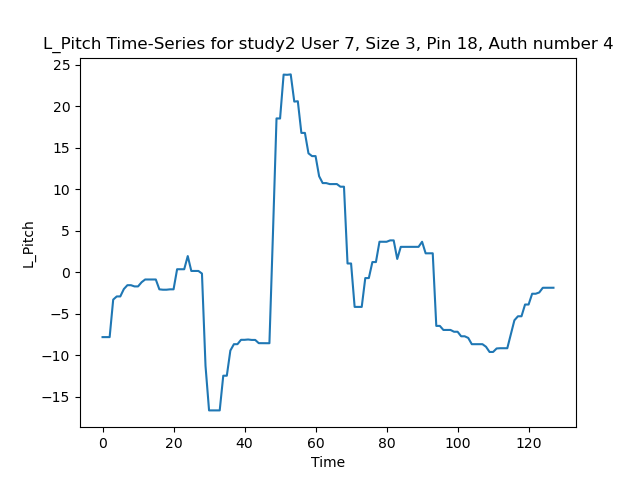 L_Pitch Time-Series for study2 User 7, Size 3, Pin 18, Auth number 4
25
20
15
10
5
0
−5
−10
−15
L_Pitch
0 20 40 60 80 100 120
Time